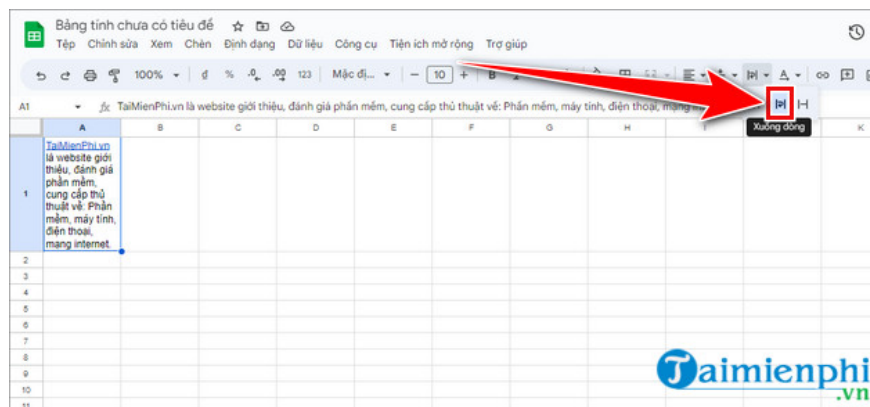 Bảng tính chưa có tiêu đề
Tệp Chỉnh sửa Xem Chèn Định dạng Dữ liệu Công cụ Tiện ích mở rộng Trợ giúp
100% đ % .0 .00 123 Mặc đị... − 10 + B
A1 fx TaiMienPhi.vn là website giới thiệu, đánh giá phần mềm, cung cấp thủ thuật về: Phần mềm, máy tính, điện thoại, mạng
Xuống dòng
A B C D E F G H I K
1
TaiMienPhi.vn
là website giới
thiệu, đánh giá
phần mềm,
cung cấp thủ
thuật về: Phần
mềm, máy tính,
điện thoại,
mạng internet.
2
3
4
5
6
7
8
9
10
11
Taimienphi
.vn